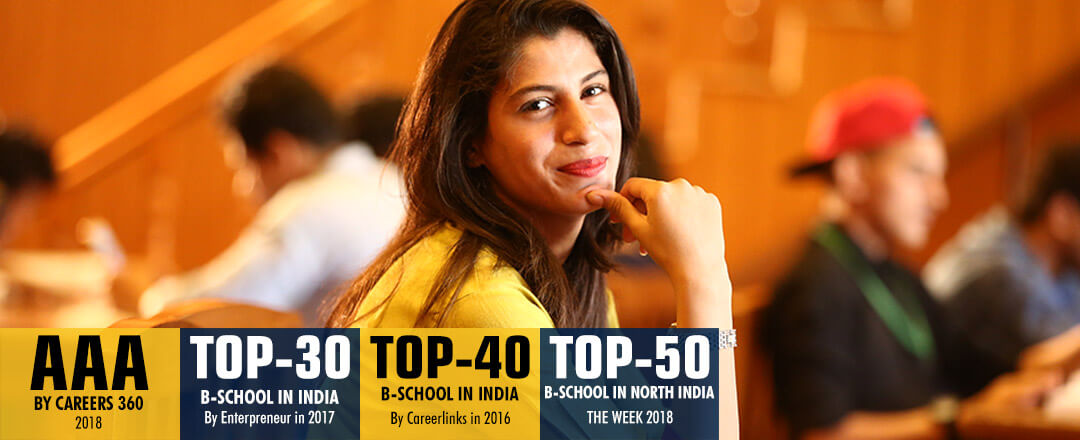 AAA
BY CAREERS 360
2018
TOP-30
B-SCHOOL IN INDIA
By Enterpreneur in 2017
TOP-40
B-SCHOOL IN INDIA
By Careerlinks in 2016
TOP-50
B-SCHOOL IN NORTH INDIA
THE WEEK 2018